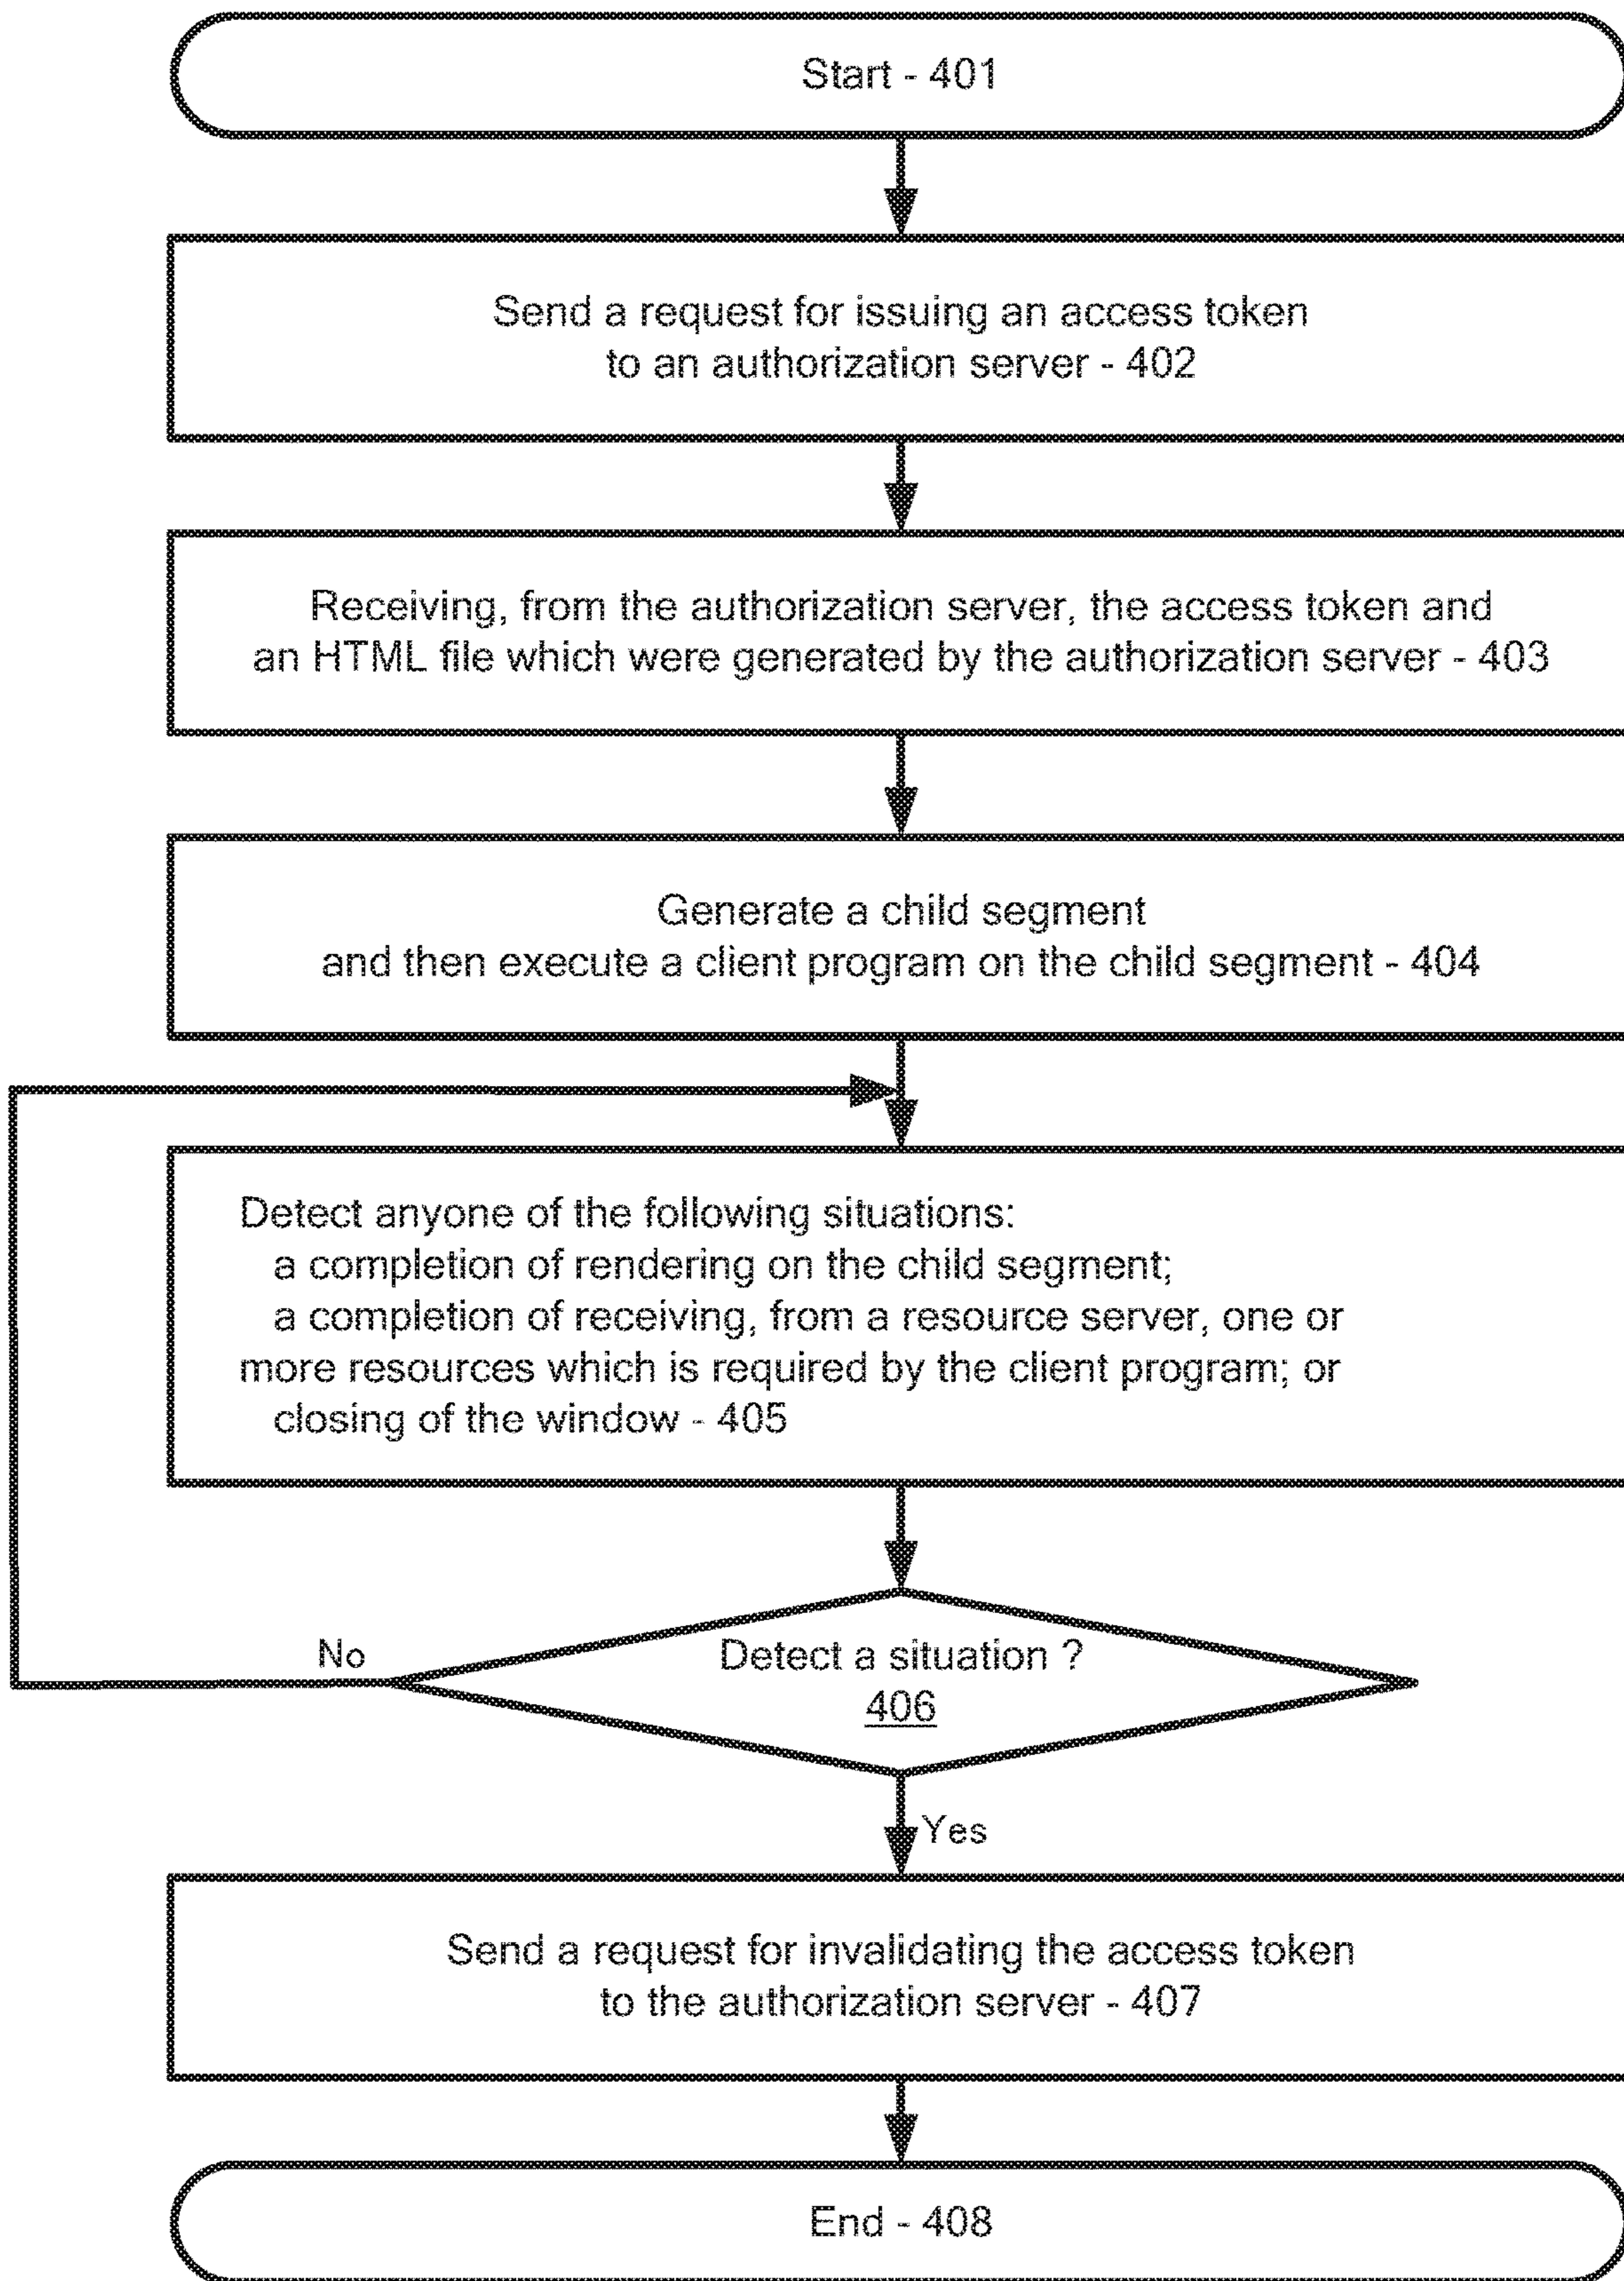 Start - 401
Send a request for issuing an access token
to an authorization server - 402
Receiving, from the authorization server, the access token and
an HTML file which were generated by the authorization server - 403
Generate a child segment
and then execute a client program on the child segment - 404
Detect anyone of the following situations:
a completion of rendering on the child segment;
a completion of receiving, from a resource server, one or
more resources which is required by the client program; or
closing of the window - 405
No
Detect a situation ?
406
Yes
Send a request for invalidating the access token
to the authorization server - 407
End - 408